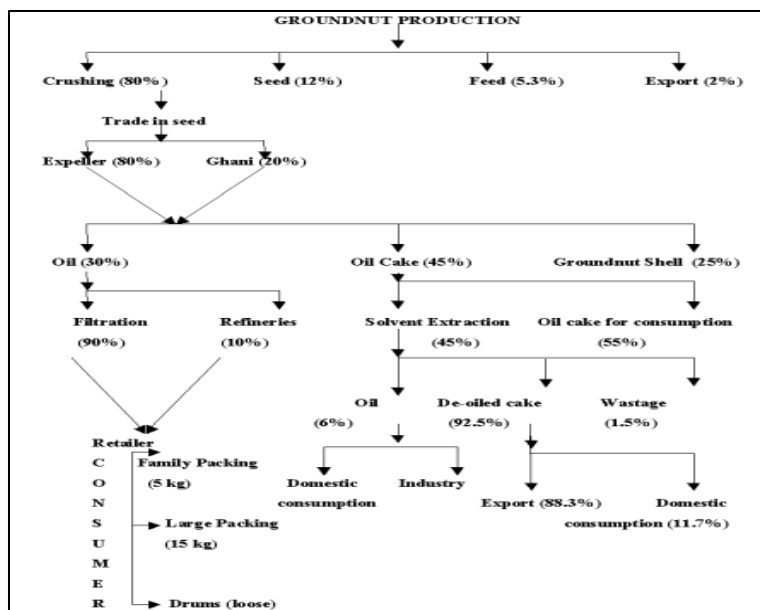 GROUNDNUT PRODUCTION
Crushing (80%) Seed (12%) Feed (5.3%) Export (2%)
Trade in seed
Expeller (80%) Ghani (20%)
Oil (30%) Oil Cake (45%) Groundnut Shell (25%)
Filtration Refineries Solvent Extraction Oil cake for consumption
(90%) (10%) (45%) (55%)
Oil De-oiled cake Wastage
(6%) (92.5%) (1.5%)
Retailer
C Family Packing
O (5 kg)
N
S Large Packing
U (15 kg)
M
E
R Drums (loose)
Domestic Industry
consumption
Export (88.3%) Domestic
consumption (11.7%)